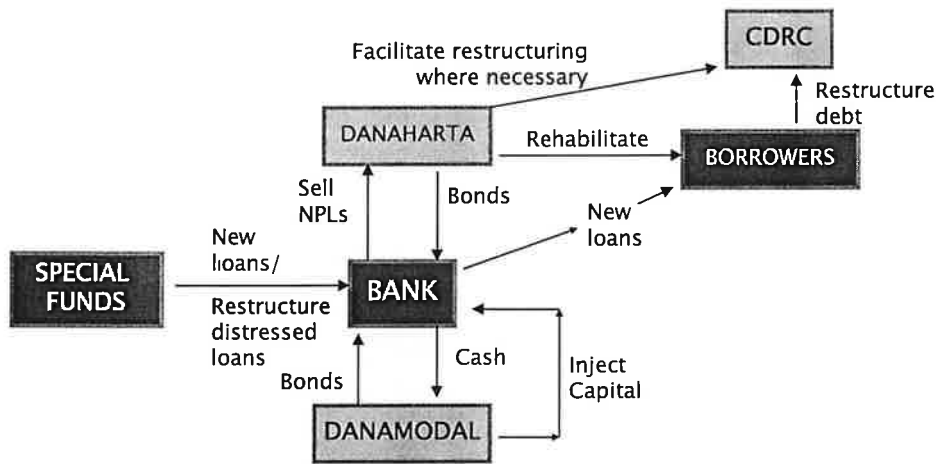 CDRC
Facilitate restructuring
where necessary
Restructure
debt
DANAHARTA
Rehabilitate
BORROWERS
Sell
NPLs
Bonds
New
loans
New
loans/
SPECIAL
FUNDS
BANK
Restructure
distressed
loans
Bonds
Cash
Inject
Capital
DANAMODAL